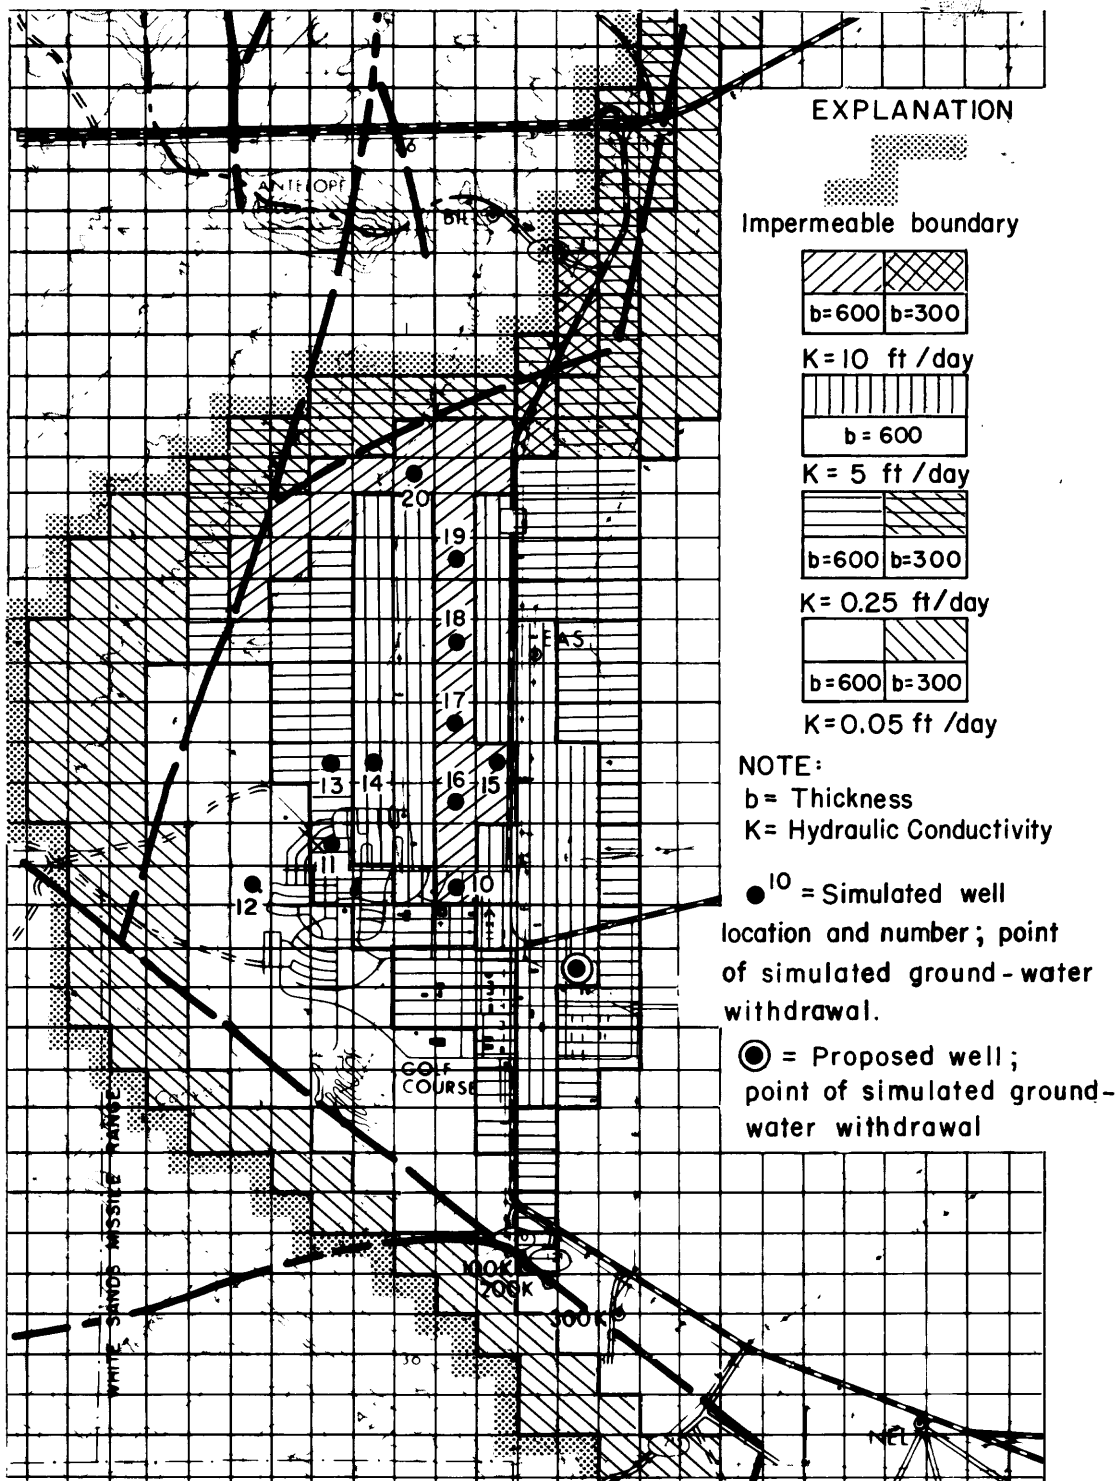 EXPLANATION
Impermeable boundary
b=600 b=300
K= 10 ft /day
b = 600
K= 5 ft /day
b=600 b=300
K= 0.25 ft/day
b=600 b=300
K=0.05 ft /day
NOTE:
b= Thickness
K= Hydraulic Conductivity
10 = Simulated well
location and number; point
of simulated ground-water
withdrawal.
= Proposed well;
point of simulated ground-
water withdrawal
ANTELOPE
20
19
18
EAS
17
13 14 16 15
11
12
10
GOLF
COURSE
WHITE SANDS MISSILE RANGE
100K
200K
300K
30
NEL